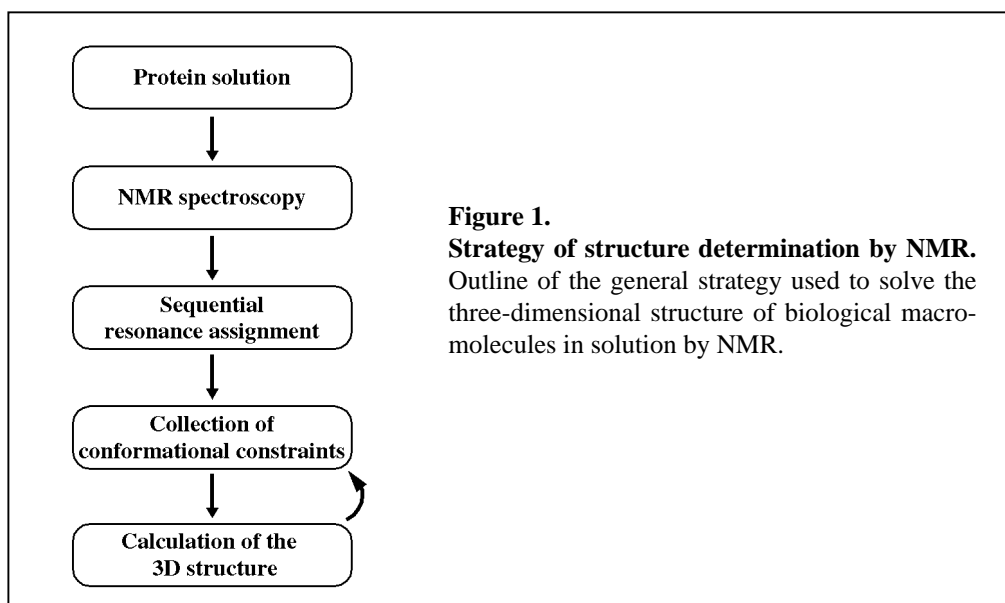 Protein solution
NMR spectroscopy
Sequential
resonance assignment
Collection of
conformational constraints
Calculation of the
3D structure
Figure 1.
Strategy of structure determination by NMR.
Outline of the general strategy used to solve the
three-dimensional structure of biological macro-
molecules in solution by NMR.